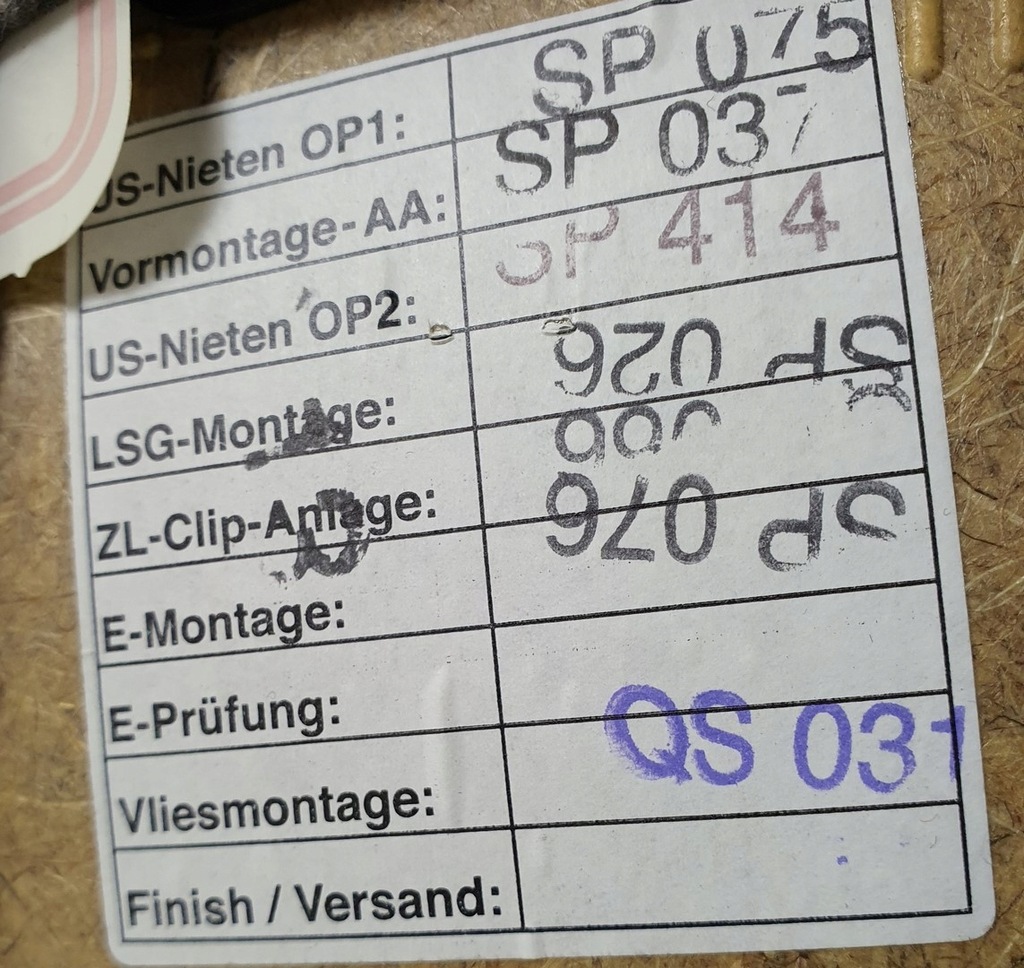 US-Nieten OP1: SP 075
Vormontage-AA: SP 037
US-Nieten OP2: SP 414
LSG-Montage: SP 026
ZL-Clip-Anlage:
E-Montage: SP 076
E-Prüfung:
Vliesmontage: QS 031
Finish / Versand: